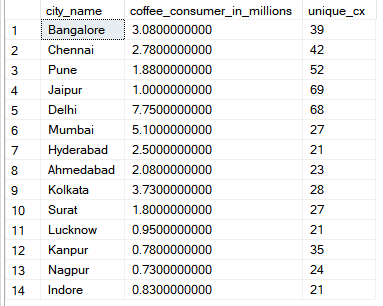 city_name coffee_consumer_in_millions unique_cx
1 Bangalore 3.0800000000 39
2 Chennai 2.7800000000 42
3 Pune 1.8800000000 52
4 Jaipur 1.0000000000 69
5 Delhi 7.7500000000 68
6 Mumbai 5.1000000000 27
7 Hyderabad 2.5000000000 21
8 Ahmedabad 2.0800000000 23
9 Kolkata 3.7300000000 28
10 Surat 1.8000000000 27
11 Lucknow 0.9500000000 21
12 Kanpur 0.7800000000 35
13 Nagpur 0.7300000000 24
14 Indore 0.8300000000 21